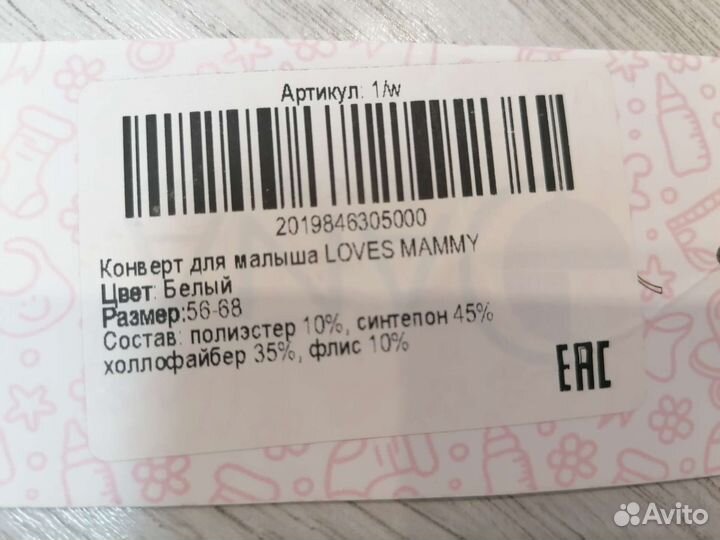 Артикул: 1/w
2019846305000
Конверт для малыша LOVES MAMMY
Цвет: Белый
Размер:56-68
Состав: полиэстер 10%, синтепон 45%
холлофайбер 35%, флис 10%
EAC
Avito